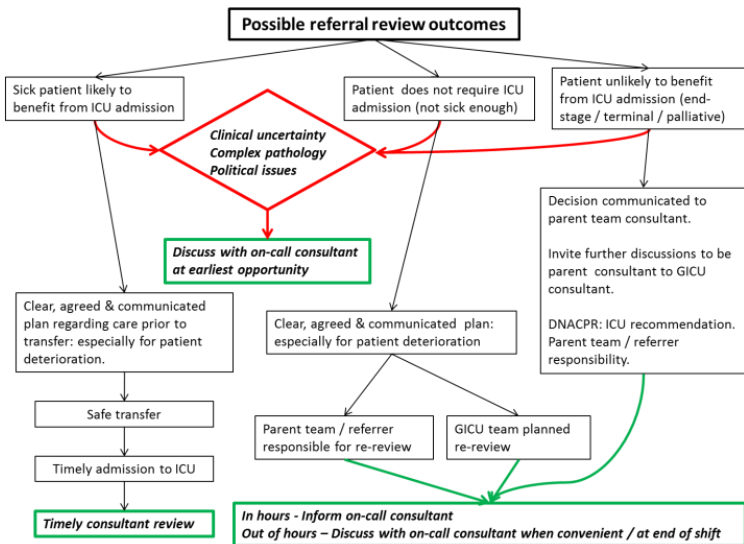 Possible referral review outcomes
Sick patient likely to
benefit from ICU admission
Patient does not require ICU
admission (not sick enough)
Patient unlikely to benefit
from ICU admission (end-
stage / terminal / palliative)
Clinical uncertainty
Complex pathology
Political issues
Discuss with on-call consultant
at earliest opportunity
Decision communicated to
parent team consultant.
Invite further discussions to be
parent consultant to GICU
consultant.
DNACPR: ICU recommendation.
Parent team / referrer
responsibility.
Clear, agreed & communicated
plan regarding care prior to
transfer: especially for patient
deterioration.
Clear, agreed & communicated plan:
especially for patient deterioration
Safe transfer
Parent team / referrer
responsible for re-review
GICU team planned
re-review
Timely admission to ICU
Timely consultant review
In hours - Inform on-call consultant
Out of hours – Discuss with on-call consultant when convenient / at end of shift